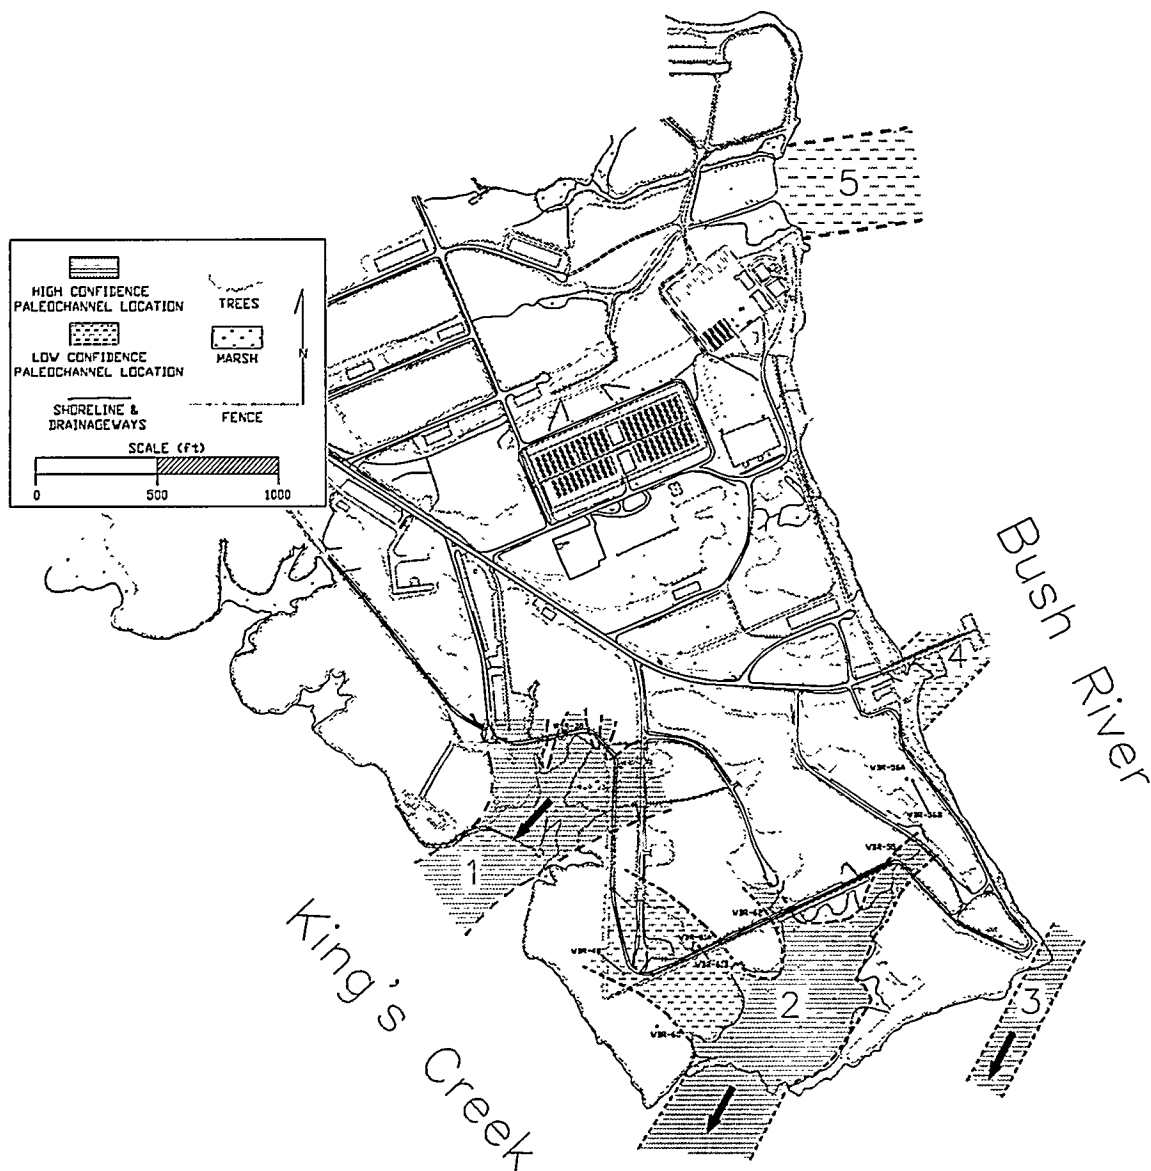 5
HIGH CONFIDENCE
PALEOCHANNEL LOCATION
TREES
LOW CONFIDENCE
PALEOCHANNEL LOCATION
MARSH
N
SHORELINE &
DRAINAGEWAYS
FENCE
SCALE (ft)
0 500 1000
Bush River
4
1
King's Creek
2
3